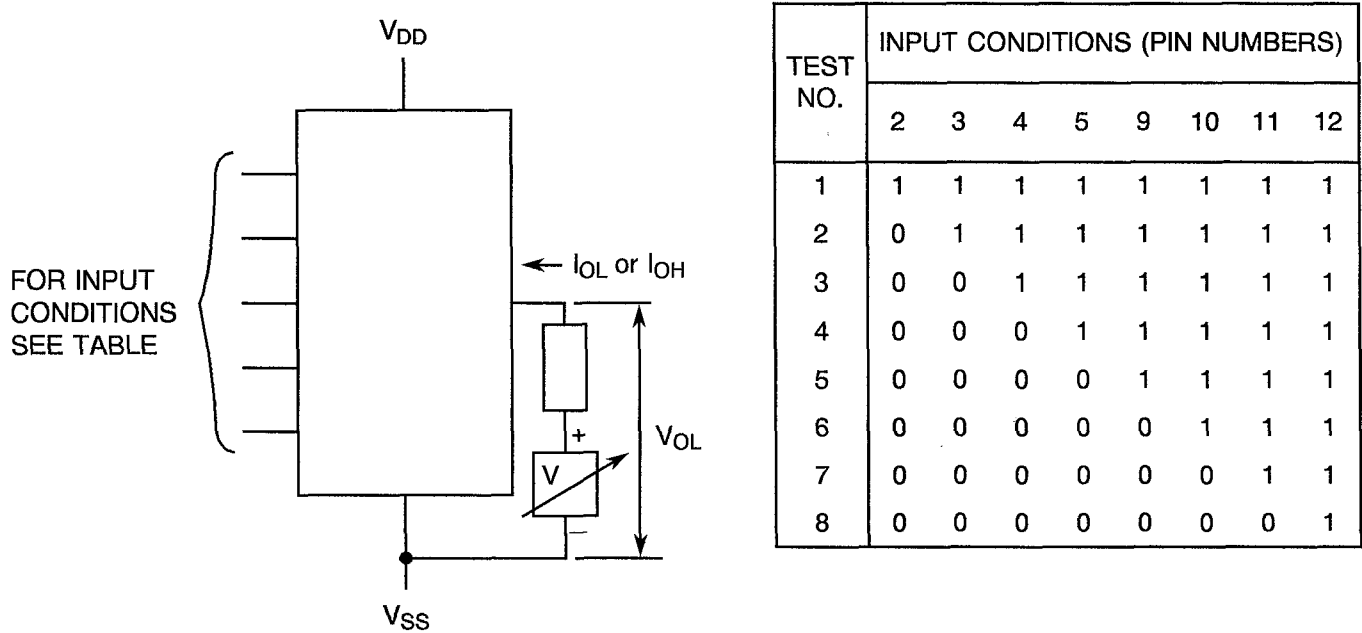 VDD
FOR INPUT
CONDITIONS
SEE TABLE
IOL or IOH
+
V
VOL
–
VSS
TEST
NO.
INPUT CONDITIONS (PIN NUMBERS)
2 3 4 5 9 10 11 12
1 1 1 1 1 1 1 1 1
2 0 1 1 1 1 1 1 1
3 0 0 1 1 1 1 1 1
4 0 0 0 1 1 1 1 1
5 0 0 0 0 1 1 1 1
6 0 0 0 0 0 1 1 1
7 0 0 0 0 0 0 1 1
8 0 0 0 0 0 0 0 1